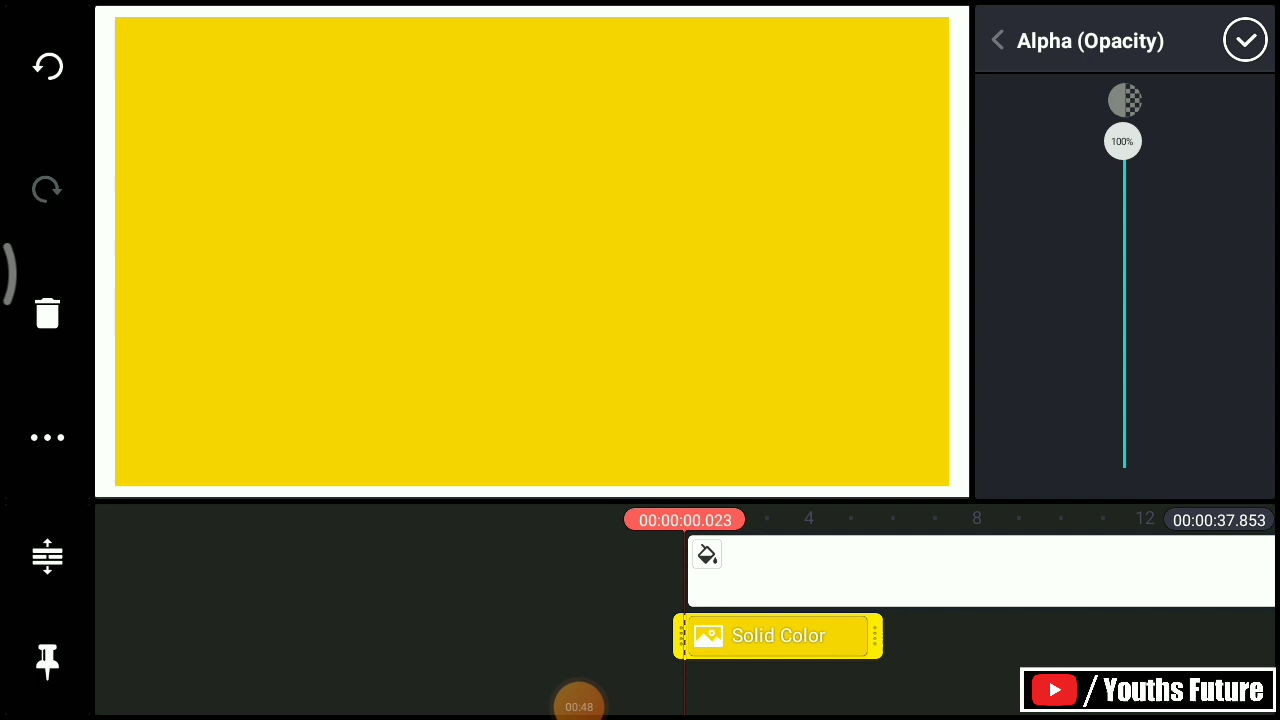 Alpha (Opacity)
100%
00:00:00.023
4
8
12
00:00:37.853
Solid Color
00:48
/ Youths Future